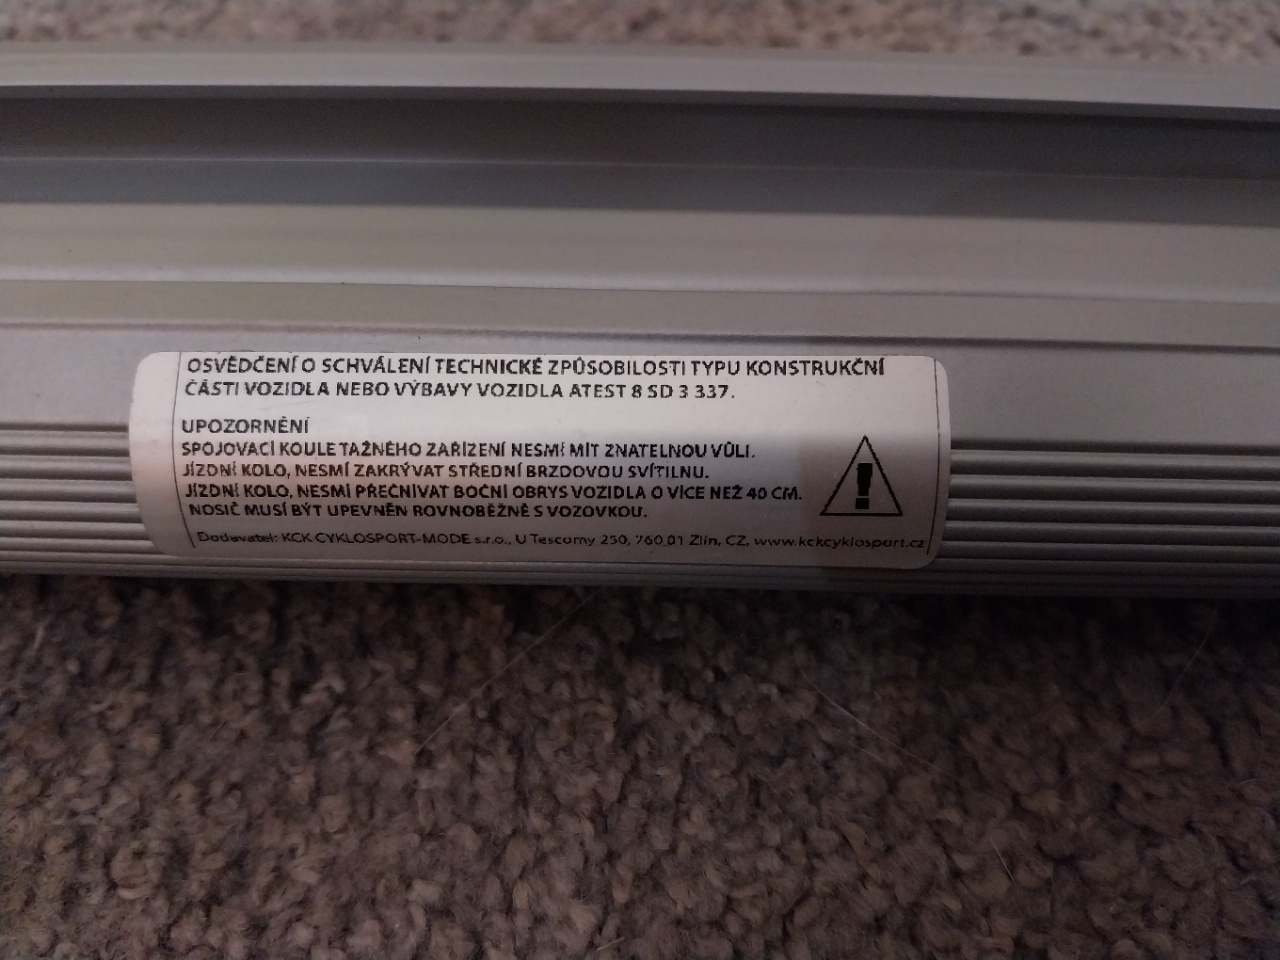 OSVĚDČENÍ O SCHVÁLENÍ TECHNICKÉ ZPŮSOBILOSTI TYPU KONSTRUKČNÍ
ČÁSTI VOZIDLA NEBO VÝBAVY VOZIDLA ATEST 8 SD 3 337.
UPOZORNĚNÍ
SPOJOVACÍ KOULE TAŽNÉHO ZAŘÍZENÍ NESMÍ MÍT ZNATELNOU VŮLI.
JÍZDNÍ KOLO, NESMÍ ZAKRÝVAT STŘEDNÍ BRZDOVOU SVÍTILNU.
JÍZDNÍ KOLO, NESMÍ PŘEČNÍVAT BOČNÍ OBRYS VOZIDLA O VÍCE NEŽ 40 CM.
NOSIČ MUSÍ BÝT UPEVNĚN ROVNOBĚŽNĚ S VOZOVKOU.
Dodavatel: KCK CYKLOSPORT-MODE s.r.o., U Tescomy 250, 760 01 Zlín, CZ, www.kckcyklosport.cz